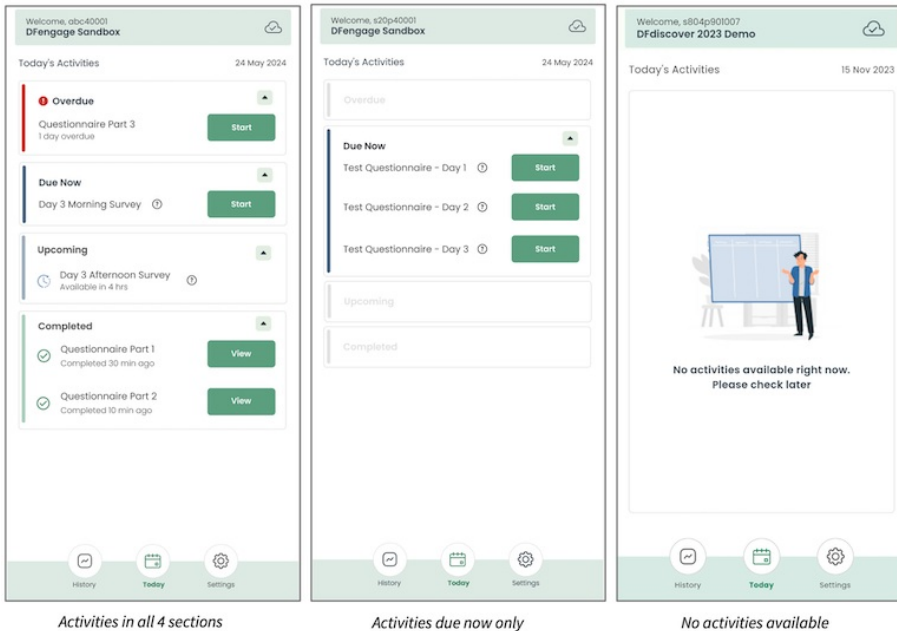 Welcome, abc40001
DFengage Sandbox
Today's Activities 24 May 2024
Overdue
Questionnaire Part 3
1 day overdue
Start
Due Now
Day 3 Morning Survey
Start
Upcoming
Day 3 Afternoon Survey
Available in 4 hrs
Completed
Questionnaire Part 1
Completed 30 min ago
View
Questionnaire Part 2
Completed 10 min ago
View
History Today Settings
Activities in all 4 sections
Welcome, s20p40001
DFengage Sandbox
Today's Activities 24 May 2024
Overdue
Due Now
Test Questionnaire - Day 1 Start
Test Questionnaire - Day 2 Start
Test Questionnaire - Day 3 Start
Upcoming
Completed
History Today Settings
Activities due now only
Welcome, s804p901007
DFdiscover 2023 Demo
Today's Activities 15 Nov 2023
No activities available right now.
Please check later
History Today Settings
No activities available